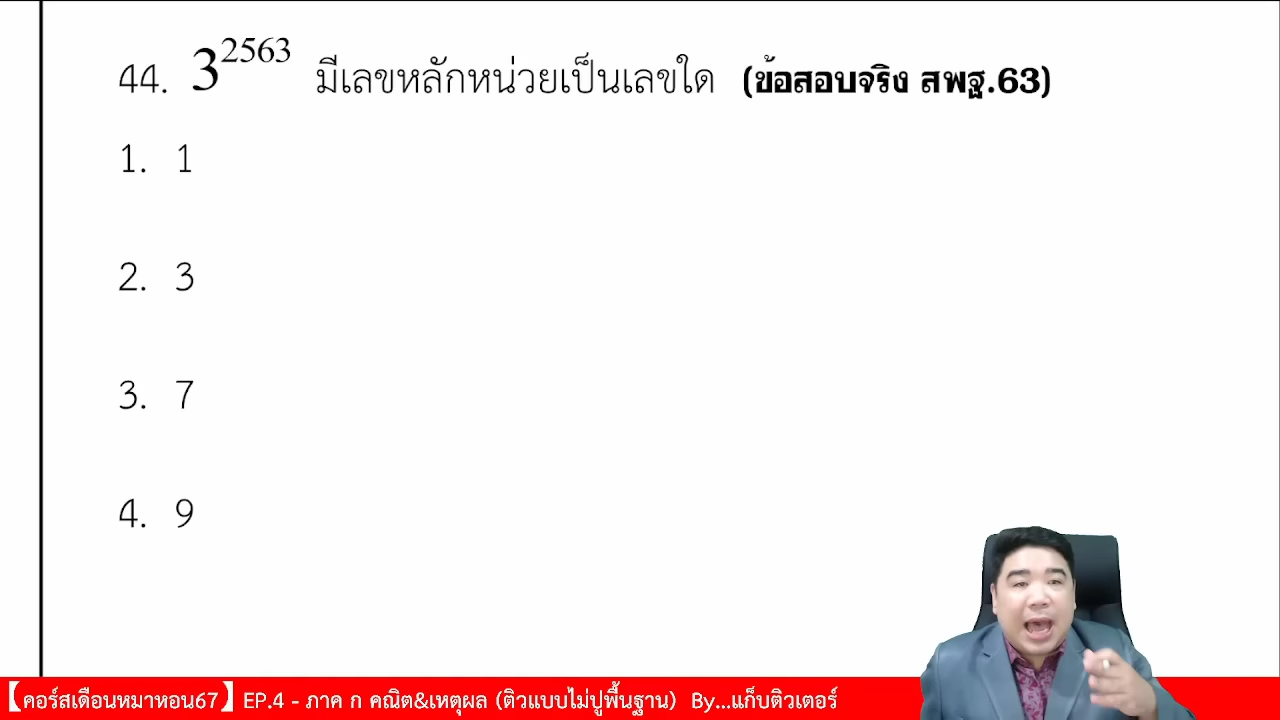 44. 3^2563 มีเลขหลักหน่วยเป็นเลขใด (ข้อสอบจริง สพฐ.63)
1. 1
2. 3
3. 7
4. 9
【คอร์สเดือนหมาหอน67】 EP.4 - ภาค ก คณิต&เหตุผล (ติวแบบไม่ปูพื้นฐาน) By...แก็บติวเตอร์